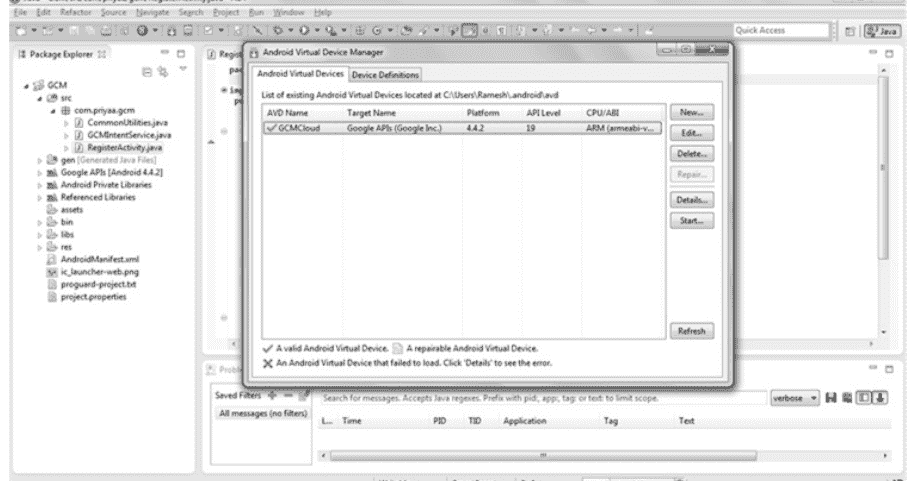 File Edit Refactor Source Navigate Search Project Run Window Help
Quick Access
Java
Package Explorer
GCM
src
com.priyaa.gcm
CommonUtilities.java
GCMIntentService.java
RegisterActivity.java
gen [Generated Java Files]
Google APIs [Android 4.4.2]
Android Private Libraries
Referenced Libraries
assets
bin
libs
res
AndroidManifest.xml
ic_launcher-web.png
proguard-project.txt
project.properties
Android Virtual Device Manager
Android Virtual Devices Device Definitions
List of existing Android Virtual Devices located at C:\Users\Ramesh\.android\avd
AVD Name Target Name Platform API Level CPU/ABI
GCMCloud Google APIs (Google Inc.) 4.4.2 19 ARM (armeabi-v...
New...
Edit...
Delete...
Repair...
Details...
Start...
Refresh
A valid Android Virtual Device. A repairable Android Virtual Device.
An Android Virtual Device that failed to load. Click 'Details' to see the error.
Saved Filters
All messages (no filters)
Search for messages. Accepts Java regexes. Prefix with pid:, app:, tag: or text: to limit scope.
verbose
L... Time PID TID Application Tag Text